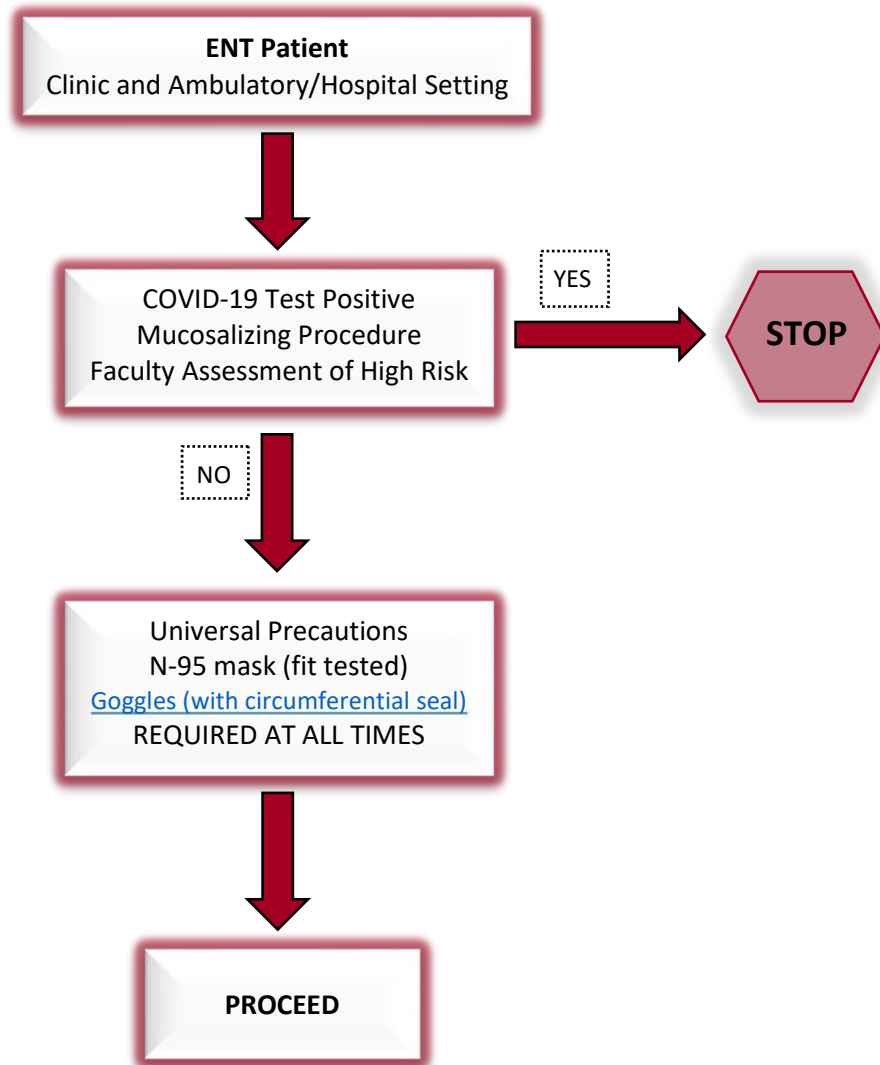 ENT Patient
Clinic and Ambulatory/Hospital Setting
COVID-19 Test Positive
Mucosalizing Procedure
Faculty Assessment of High Risk
YES
STOP
NO
Universal Precautions
N-95 mask (fit tested)
Goggles (with circumferential seal)
REQUIRED AT ALL TIMES
PROCEED